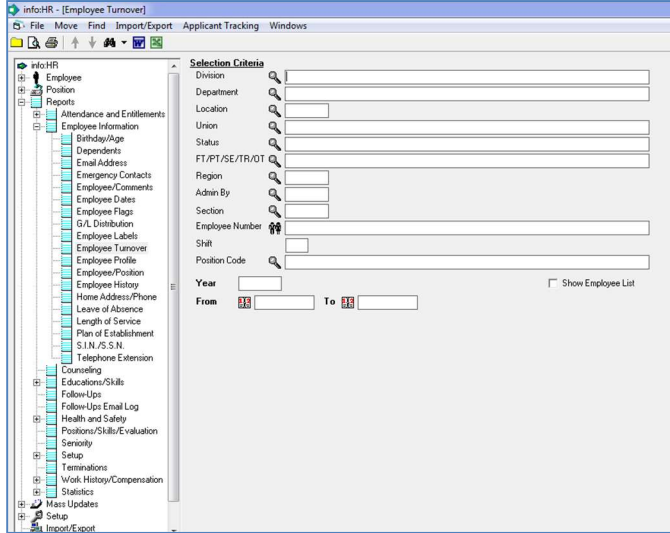 info:HR - [Employee Turnover]
File Move Find Import/Export Applicant Tracking Windows
info:HR
Employee
Position
Reports
Attendance and Entitlements
Employee Information
Birthday/Age
Dependents
Email Address
Emergency Contacts
Employee/Comments
Employee Dates
Employee Flags
G/L Distribution
Employee Labels
Employee Turnover
Employee Profile
Employee/Position
Employee History
Home Address/Phone
Leave of Absence
Length of Service
Plan of Establishment
S.I.N./S.S.N.
Telephone Extension
Counseling
Educations/Skills
Follow-Ups
Follow-Ups Email Log
Health and Safety
Positions/Skills/Evaluation
Seniority
Setup
Terminations
Work History/Compensation
Statistics
Mass Updates
Setup
Import/Export
Selection Criteria
Division
Department
Location
Union
Status
FT/PT/SE/TR/OT
Region
Admin By
Section
Employee Number
Shift
Position Code
Year Show Employee List
From To